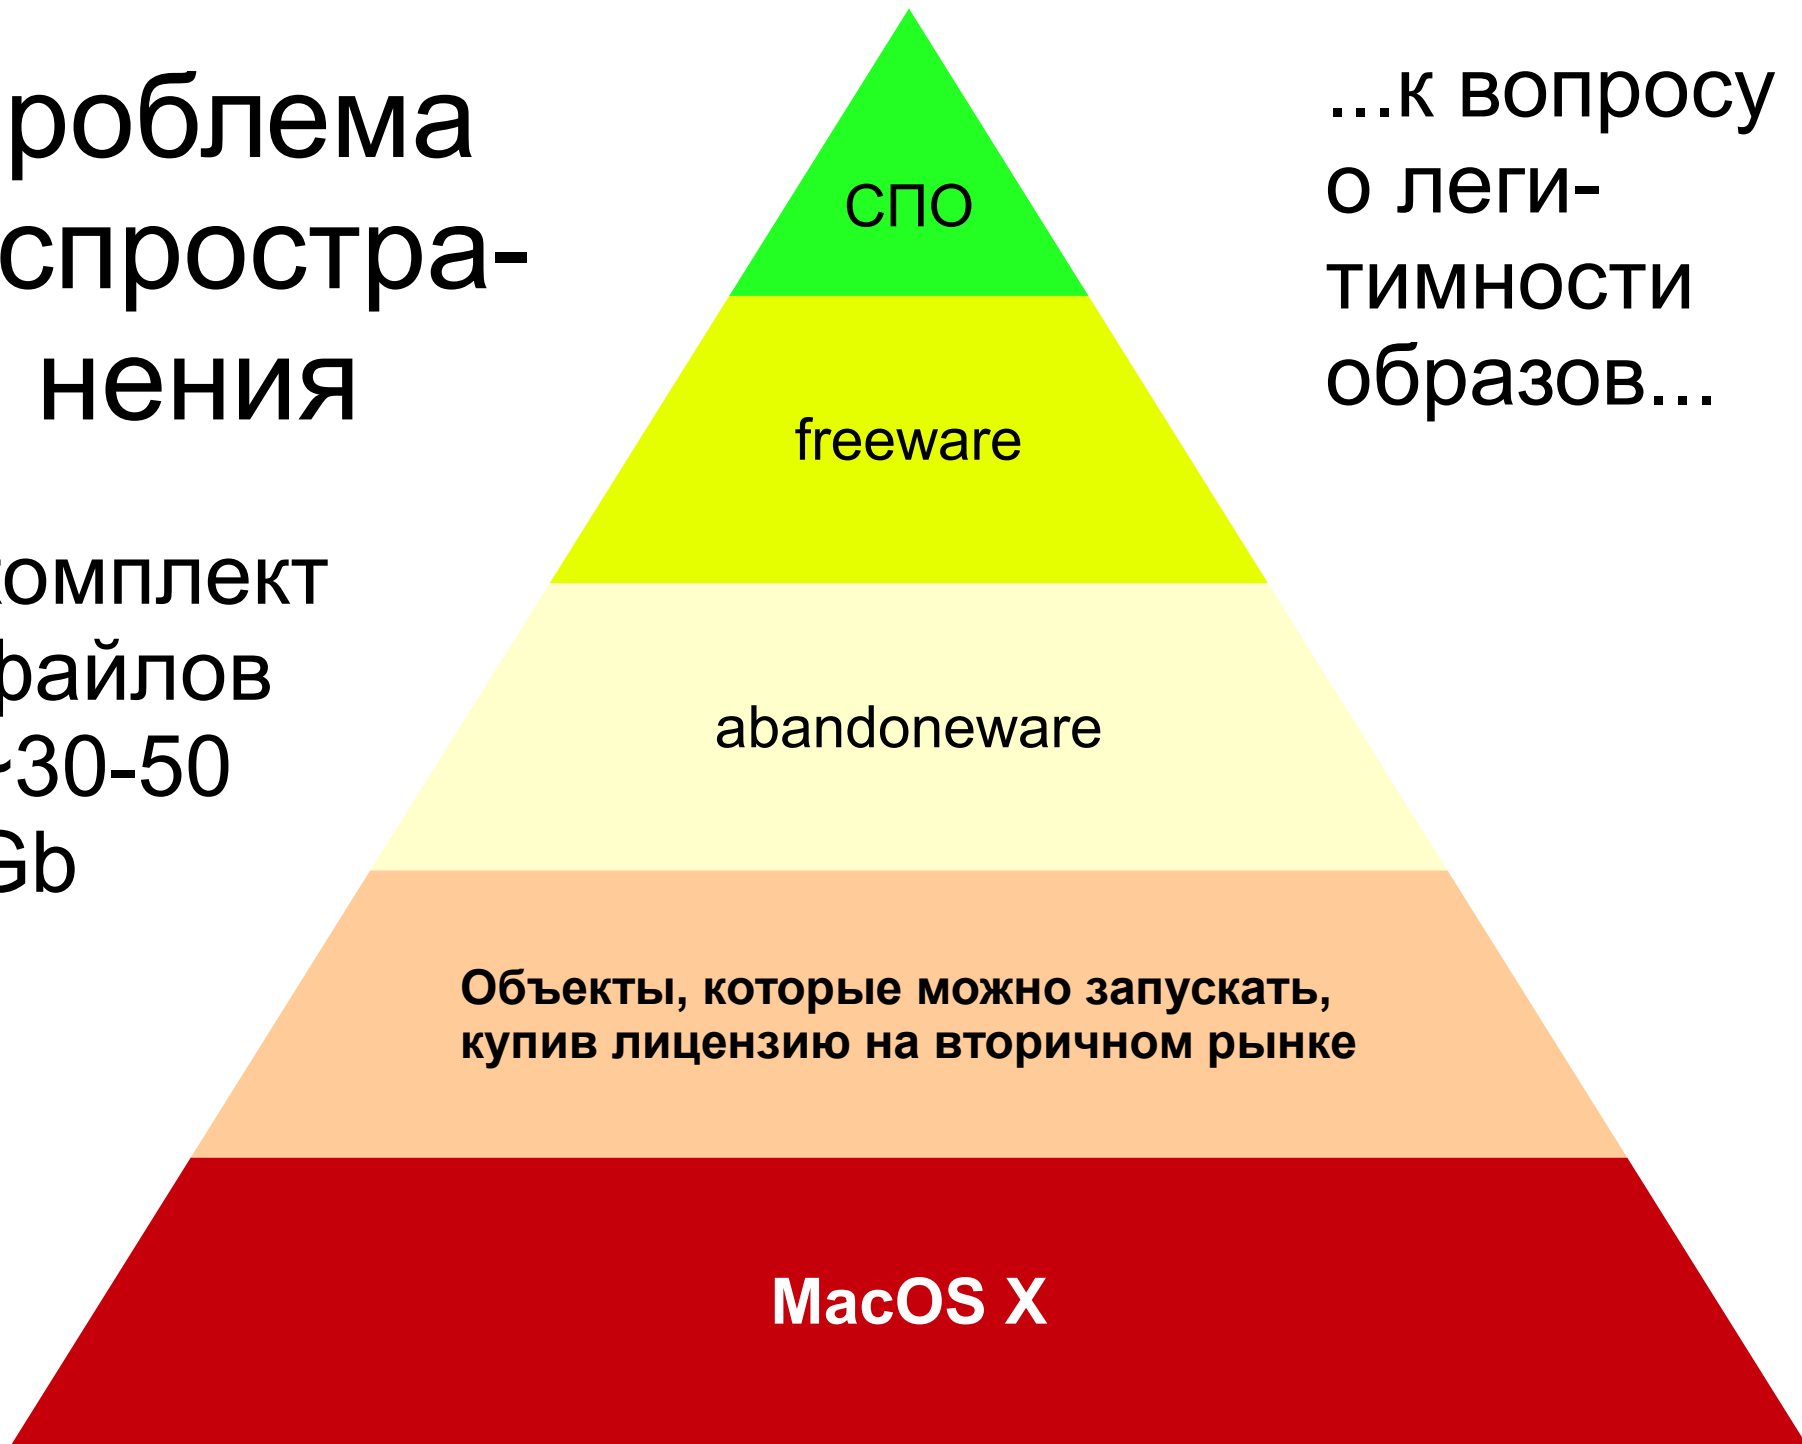 роблема
спростра-
нения
комплект
файлов
~30-50
Gb
...к вопросу
о леги-
тимности
образов...
СПО
freeware
abandoneware
Объекты, которые можно запускать,
купив лицензию на вторичном рынке
MacOS X